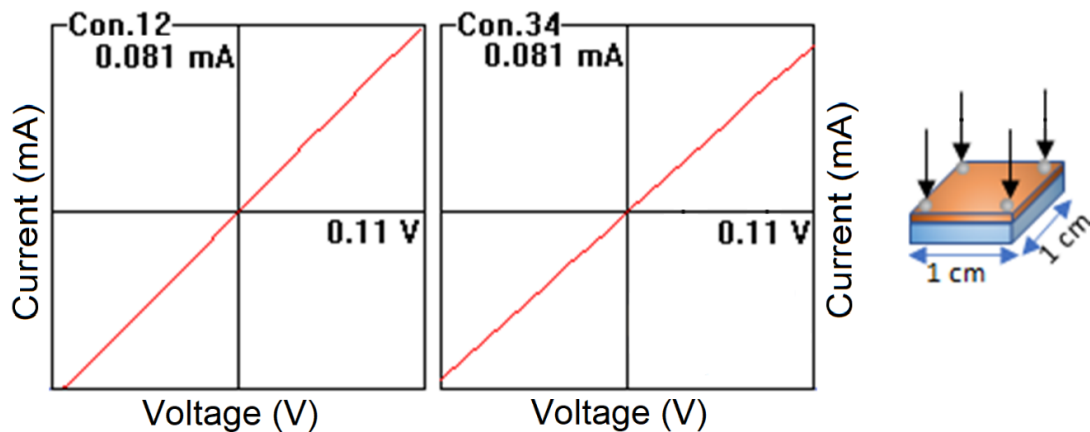 Con.12
0.081 mA
0.11 V
Current (mA)
Voltage (V)
Con.34
0.081 mA
0.11 V
Voltage (V)
Current (mA)
1 cm
1 cm